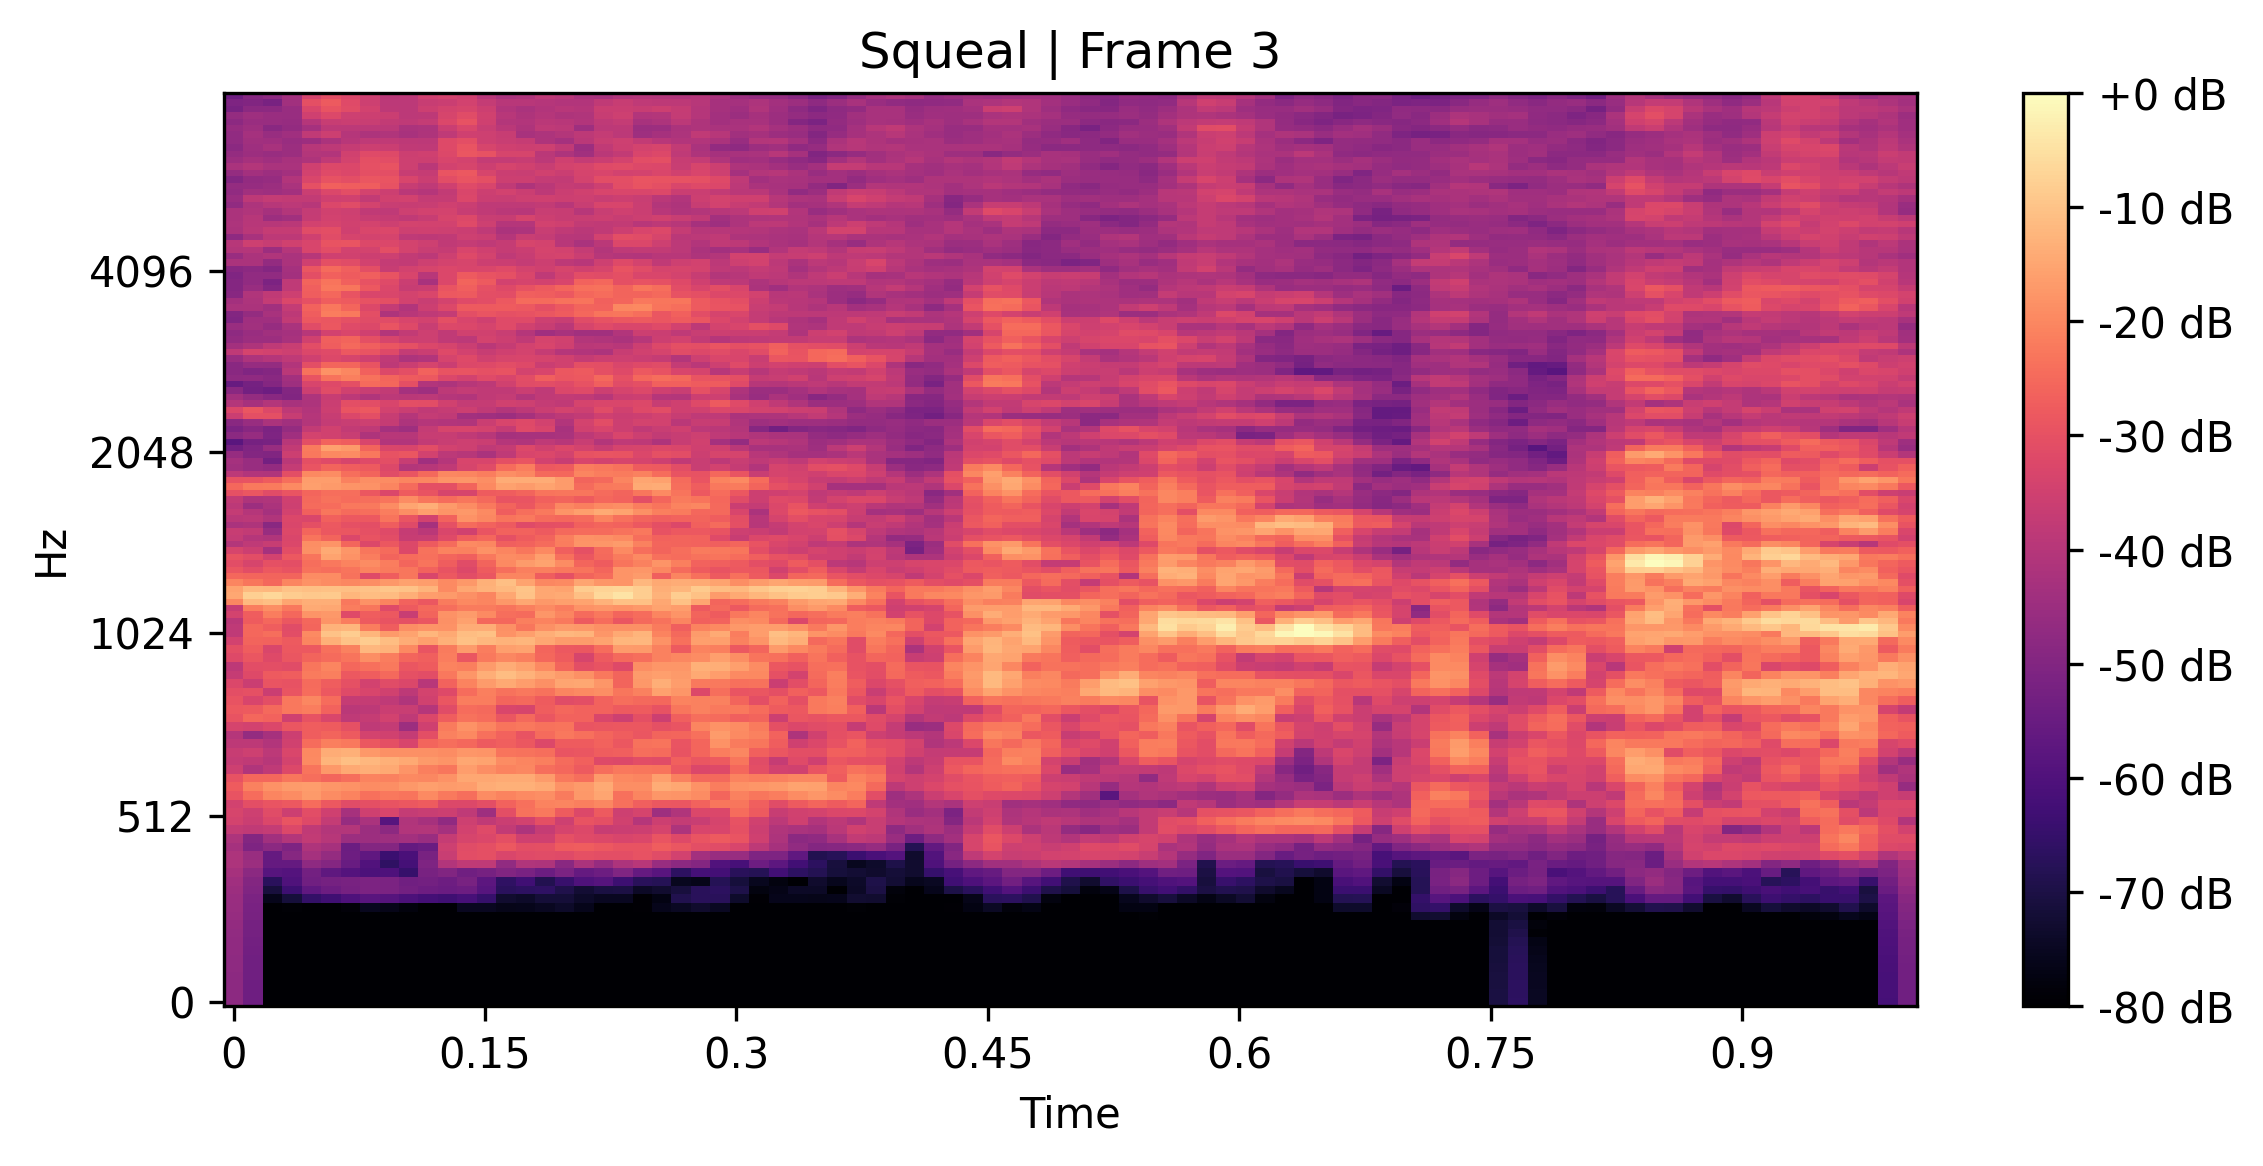 Squeal | Frame 3
+0 dB
-10 dB
-20 dB
-30 dB
-40 dB
-50 dB
-60 dB
-70 dB
-80 dB
Hz
4096
2048
1024
512
0
0 0.15 0.3 0.45 0.6 0.75 0.9
Time